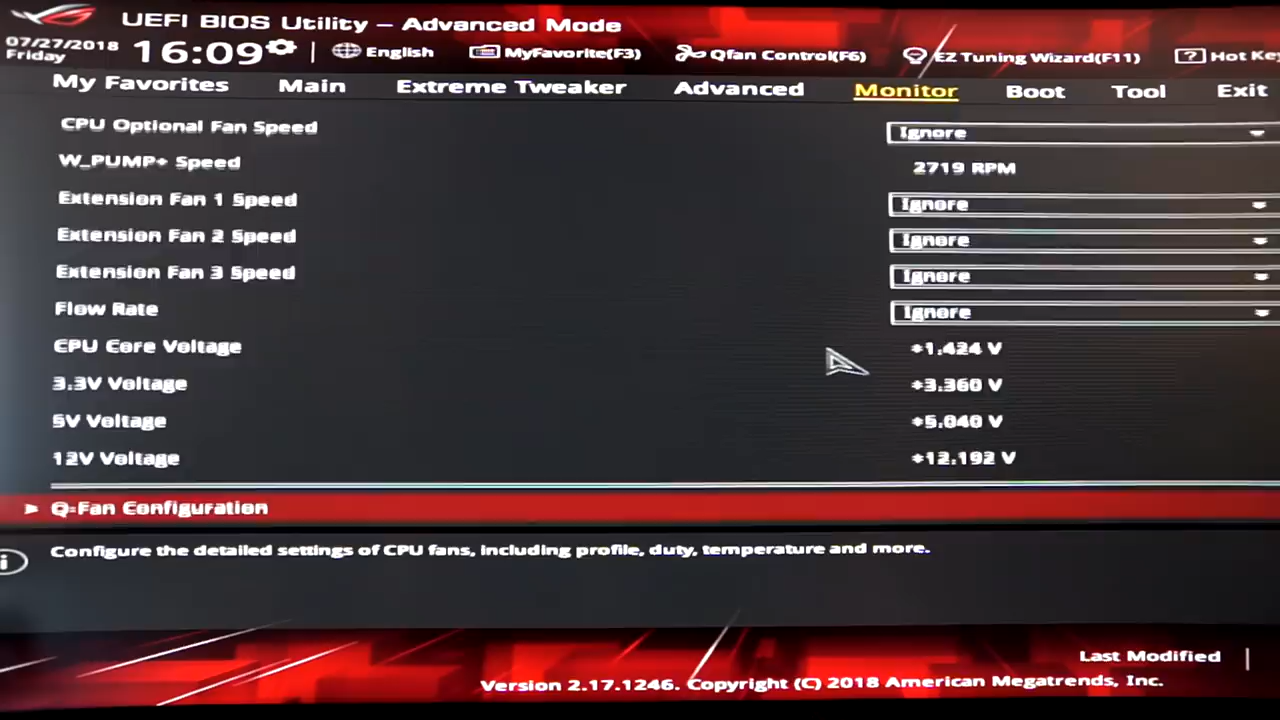 UEFI BIOS Utility – Advanced Mode
07/27/2018
Friday
16:09
English
MyFavorite(F3)
Qfan Control(F6)
EZ Tuning Wizard(F11)
? Hot Key
My Favorites Main Extreme Tweaker Advanced Monitor Boot Tool Exit
CPU Optional Fan Speed Ignore
W_PUMP+ Speed 2719 RPM
Extension Fan 1 Speed Ignore
Extension Fan 2 Speed Ignore
Extension Fan 3 Speed Ignore
Flow Rate Ignore
CPU Core Voltage +1.424 V
3.3V Voltage +3.360 V
5V Voltage +5.040 V
12V Voltage +12.192 V
Q-Fan Configuration
Configure the detailed settings of CPU fans, including profile, duty, temperature and more.
Last Modified
Version 2.17.1246. Copyright (C) 2018 American Megatrends, Inc.